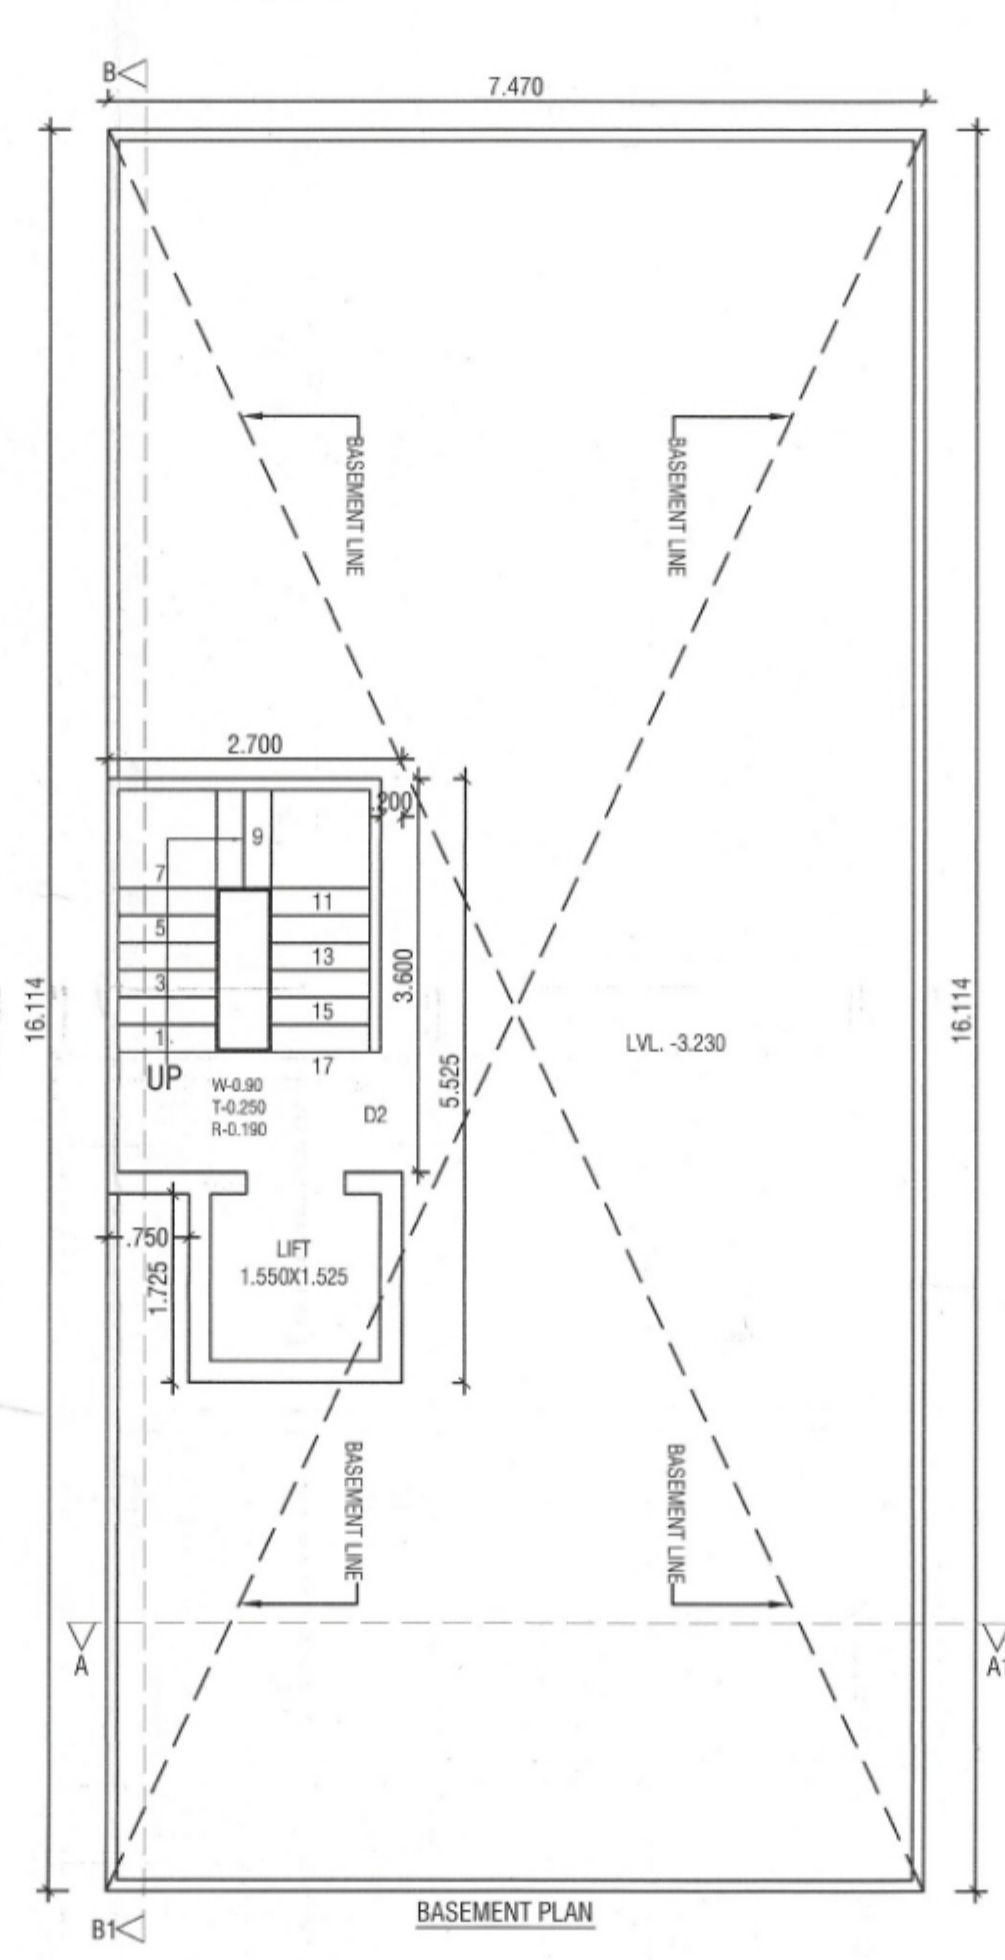 B
7.470
BASEMENT LINE
BASEMENT LINE
2.700
.200
9
7
11
5
13
3
15
1
17
3.600
16.114
16.114
LVL. -3.230
5.525
UP
W-0.90
T-0.250
R-0.190
D2
.750
LIFT
1.550X1.525
1.725
BASEMENT LINE
BASEMENT LINE
A
A1
BASEMENT PLAN
B1